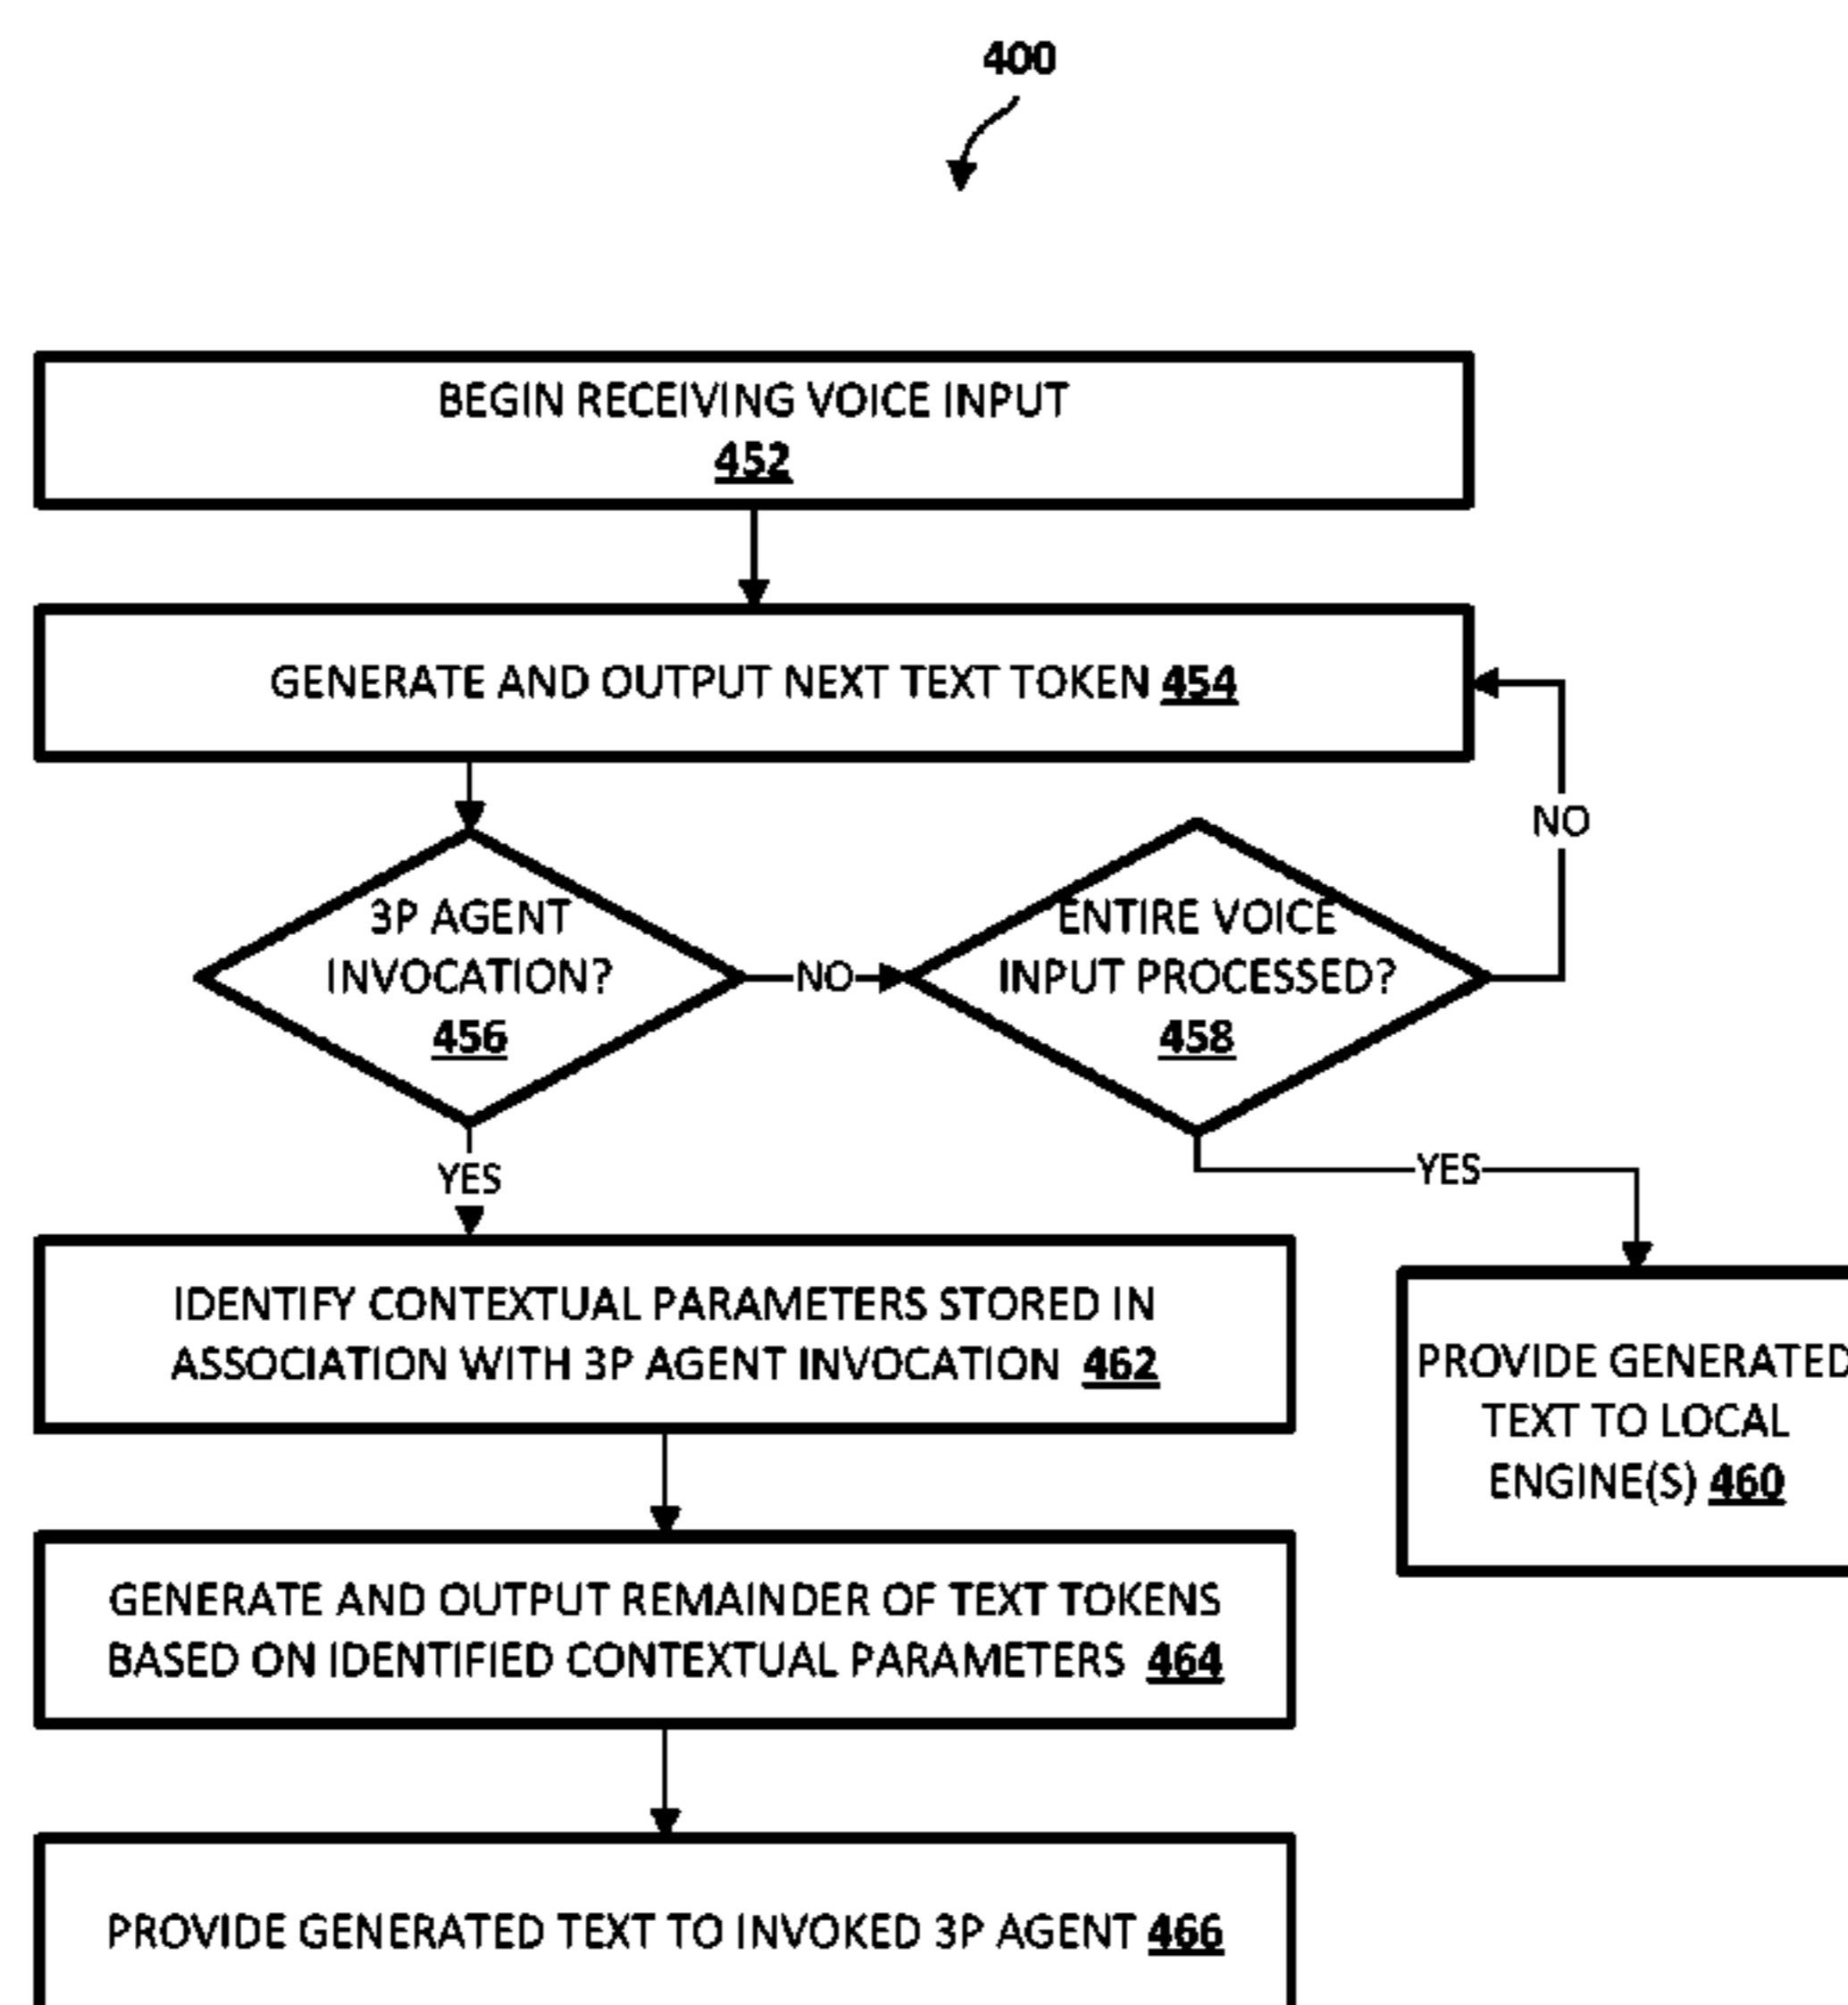 400
BEGIN RECEIVING VOICE INPUT
452
GENERATE AND OUTPUT NEXT TEXT TOKEN 454
NO
3P AGENT
INVOCATION?
456
NO
ENTIRE VOICE
INPUT PROCESSED?
458
YES
YES
IDENTIFY CONTEXTUAL PARAMETERS STORED IN
ASSOCIATION WITH 3P AGENT INVOCATION 462
PROVIDE GENERATED
TEXT TO LOCAL
ENGINE(S) 460
GENERATE AND OUTPUT REMAINDER OF TEXT TOKENS
BASED ON IDENTIFIED CONTEXTUAL PARAMETERS 464
PROVIDE GENERATED TEXT TO INVOKED 3P AGENT 466